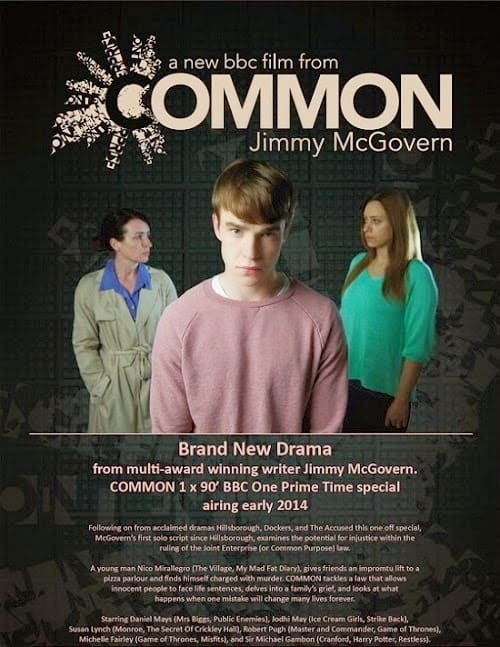 a new bbc film from
COMMON
Jimmy McGovern
Brand New Drama
from multi-award winning writer Jimmy McGovern.
COMMON 1 x 90' BBC One Prime Time special
airing early 2014
Following on from acclaimed dramas Hillsborough, Dockers, and The Accused this one off special,
McGovern's first solo script since Hillsborough, examines the potential for injustice within the
ruling of the Joint Enterprise (or Common Purpose) law.
A young man Nico Mirallegro (The Village, My Mad Fat Diary), gives friends an impromtu lift to a
pizza parlour and finds himself charged with murder. COMMON tackles a law that allows
innocent people to face life sentences, delves into a family's grief, and looks at what
happens when one mistake will change many lives forever.
Starring Daniel Mays (Mrs Biggs, Public Enemies), Jodhi May (Ice Cream Girls, Strike Back),
Susan Lynch (Monroe, The Secret Of Crickley Hall), Robert Pugh (Master and Commander, Game of Thrones),
Michelle Fairley (Game of Thrones, Misfits), and Sir Michael Gambon (Cranford, Harry Potter, Restless).